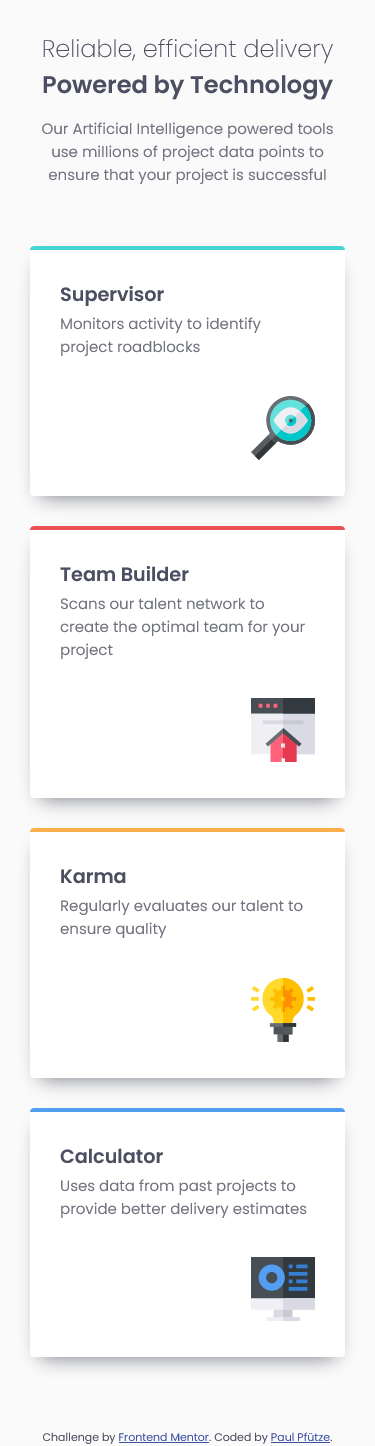 Reliable, efficient delivery
Powered by Technology
Our Artificial Intelligence powered tools
use millions of project data points to
ensure that your project is successful
Supervisor
Monitors activity to identify
project roadblocks
Team Builder
Scans our talent network to
create the optimal team for your
project
Karma
Regularly evaluates our talent to
ensure quality
Calculator
Uses data from past projects to
provide better delivery estimates
Challenge by Frontend Mentor. Coded by Paul Pfütze.